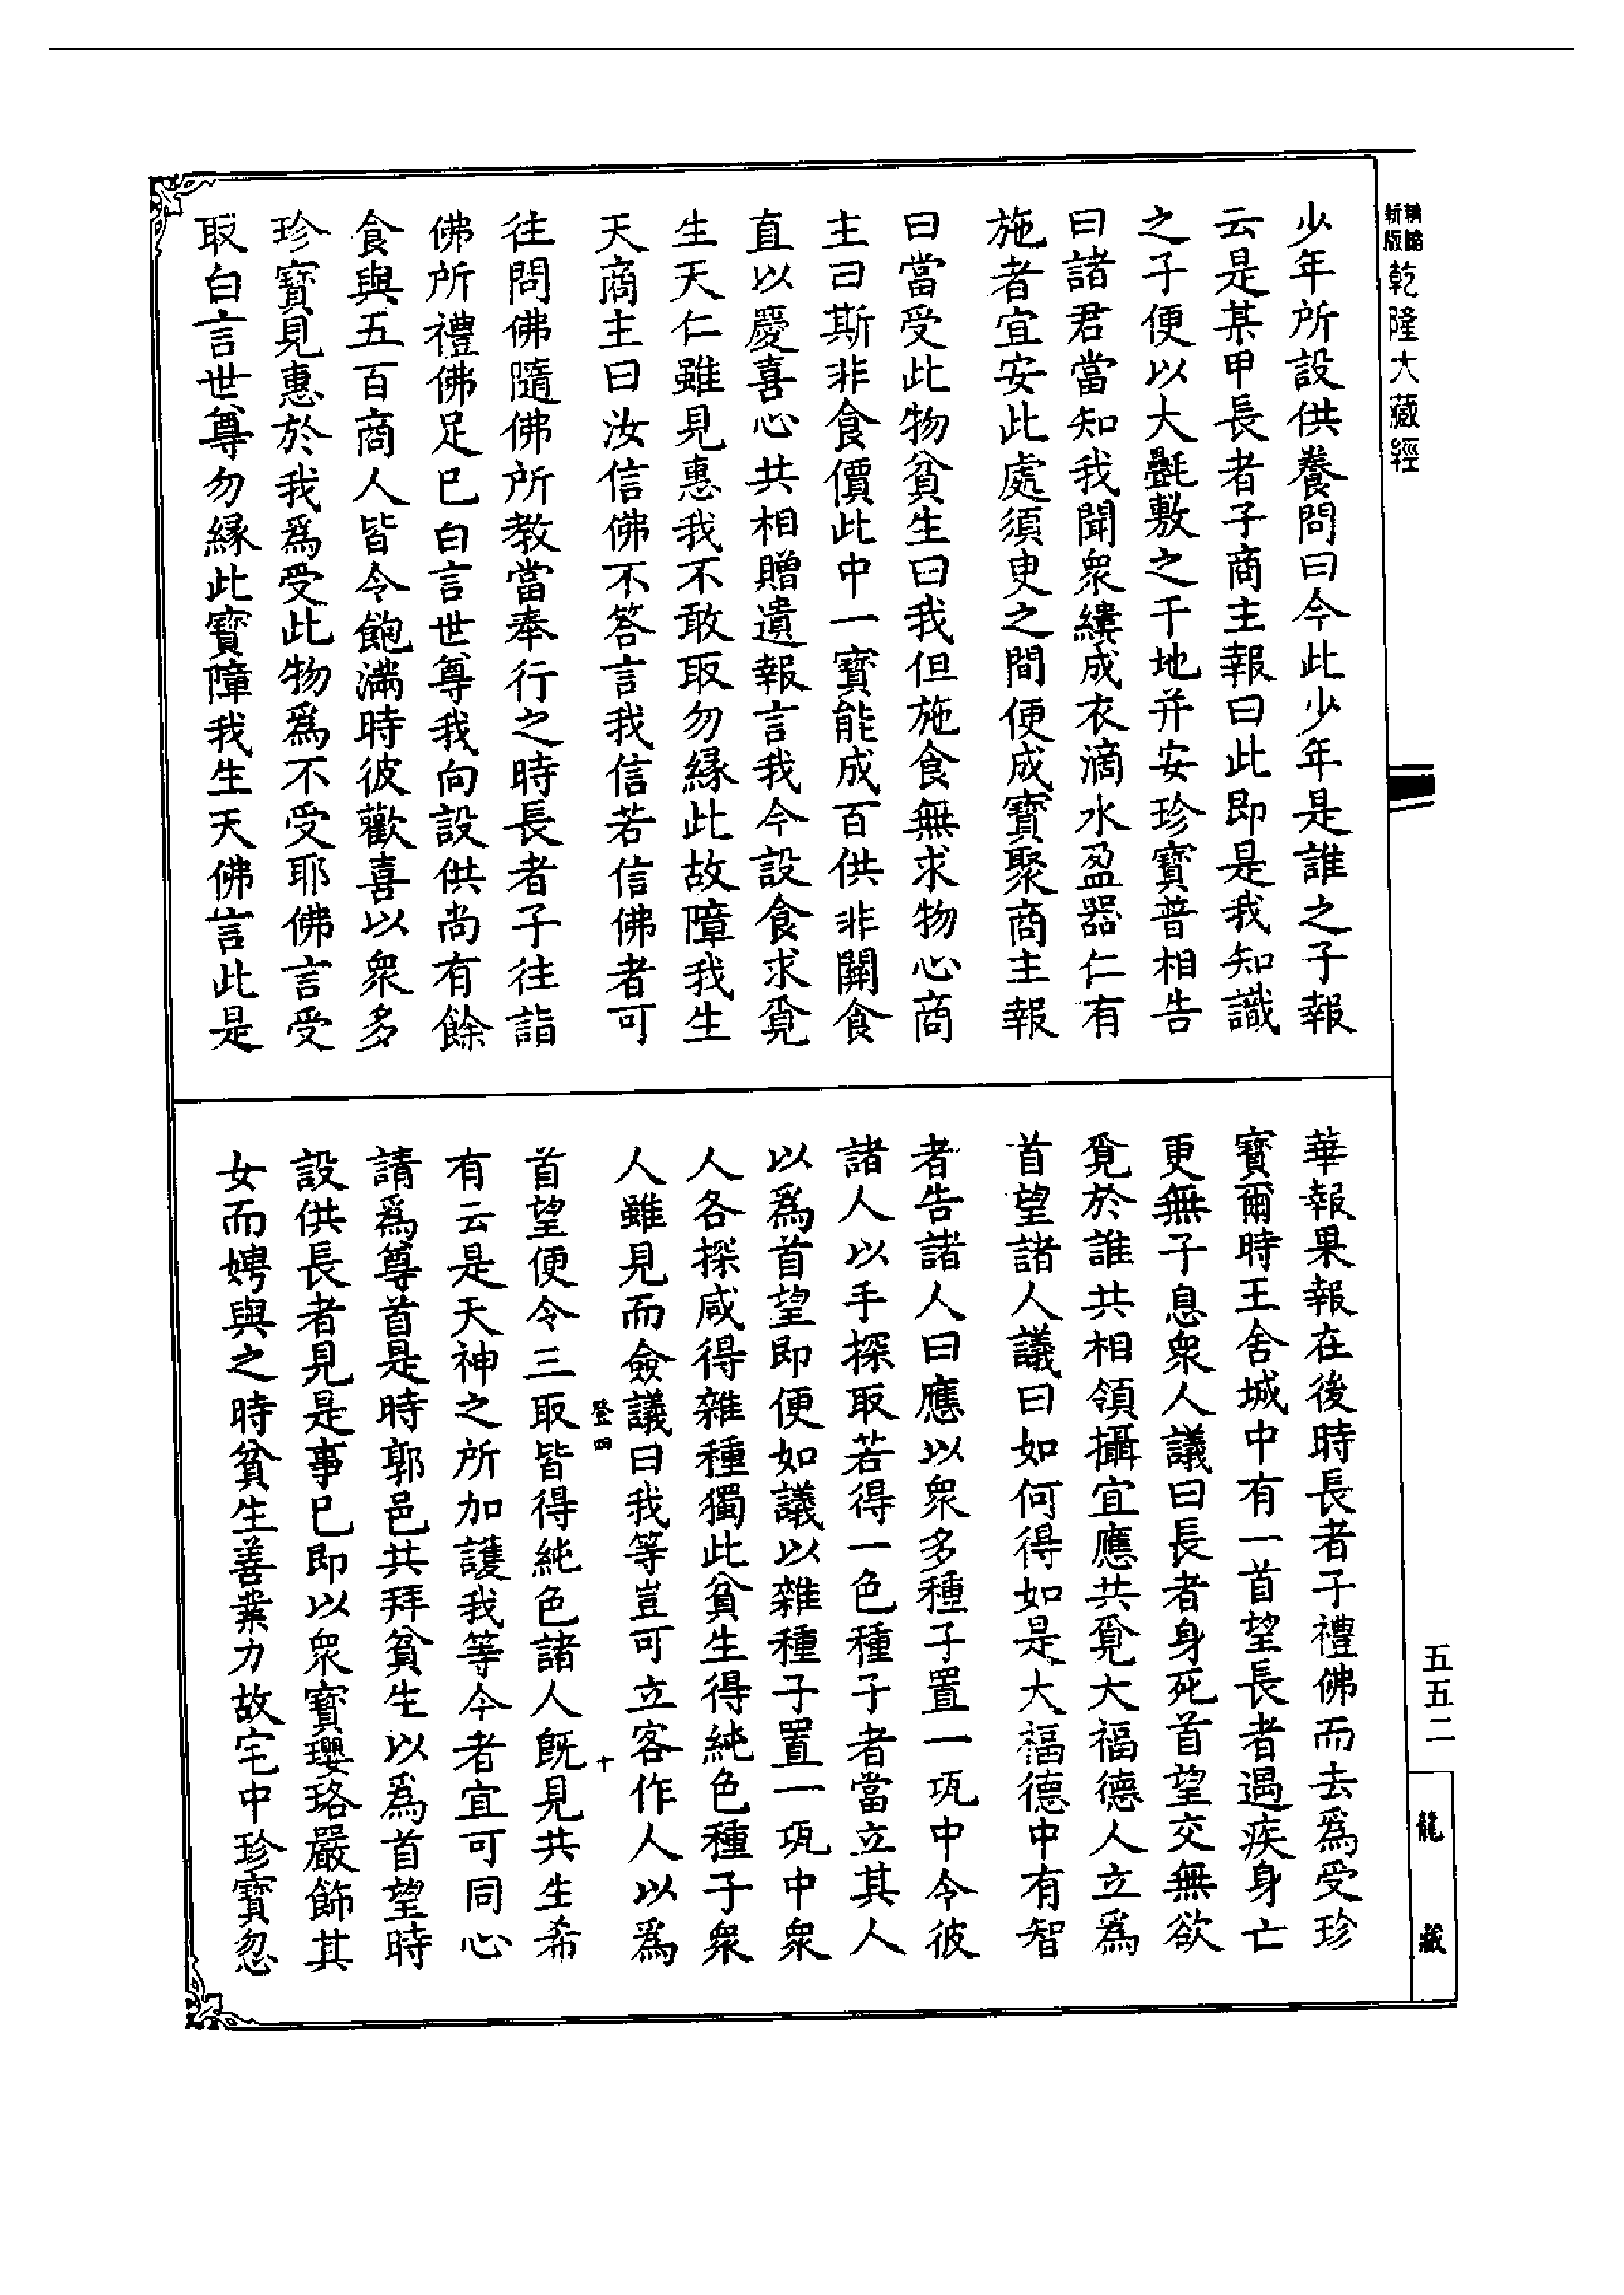 精縮
新版
乾隆大藏經
少年所設供養問曰今此少年是誰之子報
云是某甲長者子商主報曰此即是我知識
之子便以大㲲敷之于地并安珍寶普相告
曰諸君當知我聞衆縷成衣滴水盈器仁有
施者宜安此處須臾之間便成寶聚商主報
曰當受此物貧生曰我但施食無求物心商
主曰斯非食價此中一寶能成百供非關食
直以慶喜心共相贈遺報言我今設食求覓
生天仁雖見惠我不敢取勿緣此故障我生
天商主曰汝信佛不答言我信若信佛者可
往問佛隨佛所教當奉行之時長者子往詣
佛所禮佛足已白言世尊我向設供尚有餘
食與五百商人皆令飽滿時彼歡喜以衆多
珍寶見惠於我爲受此物爲不受耶佛言受
取白言世尊勿緣此寶障我生天佛言此是
華報果報在後時長者子禮佛而去爲受珍
寶爾時王舍城中有一首望長者遇疾身亡
更無子息衆人議曰長者身死首望交無欲
覓於誰共相領攝宜應共覓大福德人立爲
首望諸人議曰如何得如是大福德中有智
者告諸人曰應以衆多種子置一瓨中令彼
諸人以手探取若得一色種子者當立其人
以爲首望即便如議以雜種子置一瓨中衆
人各探咸得雜種獨此貧生得純色種子衆
人雖見而僉議曰我等豈可立客作人以爲
登四
十
首望便令三取皆得純色諸人旣見共生希
有云是天神之所加護我等今者宜可同心
請爲尊首是時郭邑共拜貧生以爲首望時
設供長者見是事已即以衆寶瓔珞嚴飾其
女而娉與之時貧生善業力故宅中珍寶忽
五五二
龍藏